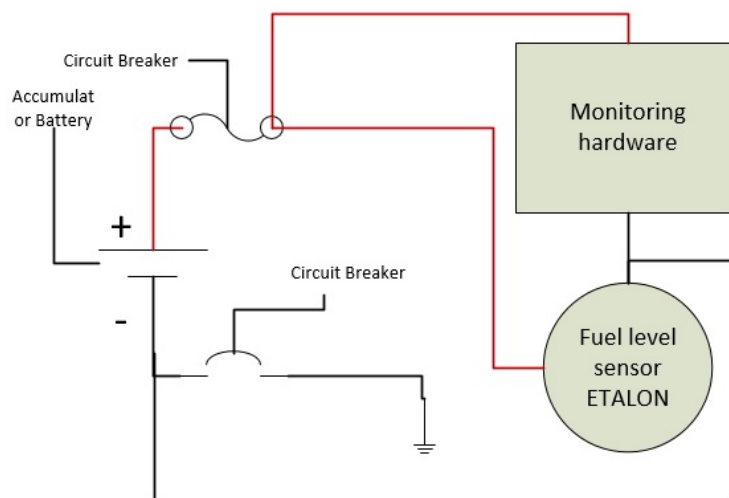 Circuit Breaker
Accumulat
or Battery
Monitoring
hardware
+
Circuit Breaker
-
Fuel level
sensor
ETALON